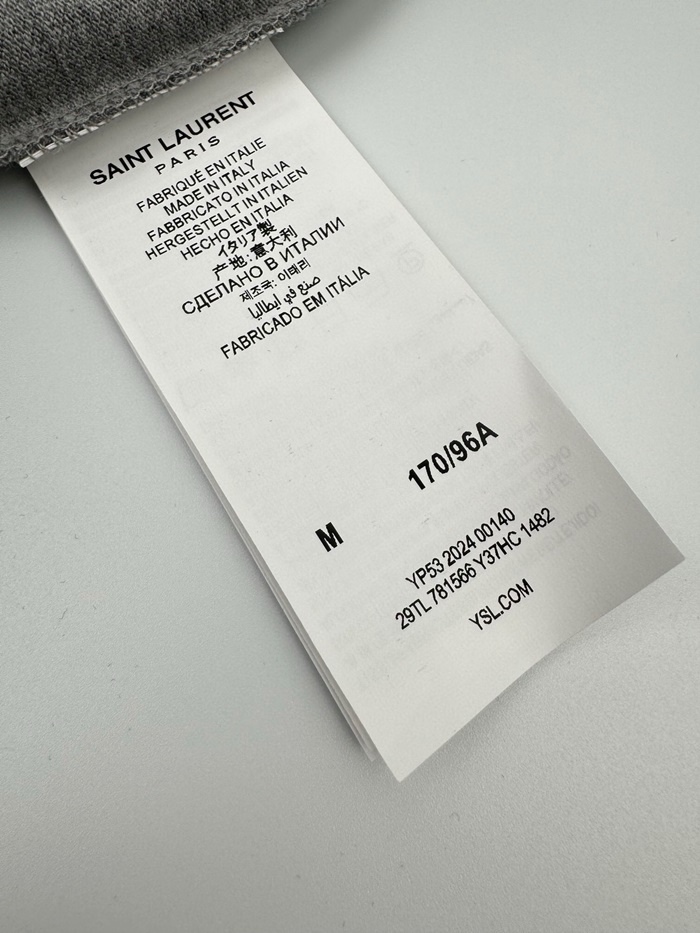 SAINT LAURENT
PARIS
FABRIQUÉ EN ITALIE
MADE IN ITALY
FABBRICATO IN ITALIA
HERGESTELLT IN ITALIEN
HECHO EN ITALIA
イタリア製
产地: 意大利
СДЕЛАНО В ИТАЛИИ
제조국: 이태리
صنع في ايطاليا
FABRICADO EM ITÁLIA
M 170/96A
YP53 2024 00140
29TL 781566 Y37HC 1482
YSL.COM